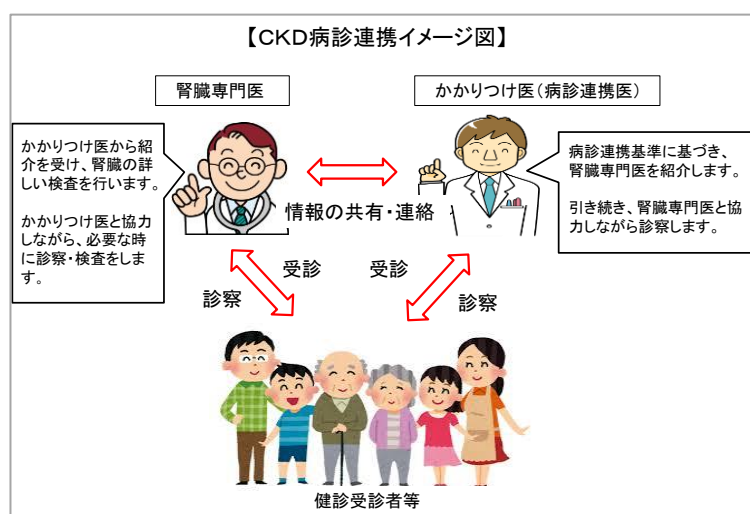 【CKD病診連携イメージ図】
腎臓専門医
かかりつけ医(病診連携医)
かかりつけ医から紹
介を受け、腎臓の詳
しい検査を行います。
かかりつけ医と協力
しながら、必要な時
に診察・検査をしま
す。
病診連携基準に基づき、
腎臓専門医を紹介します。
引き続き、腎臓専門医と協
力しながら診察します。
情報の共有・連絡
受診
受診
診察
診察
健診受診者等